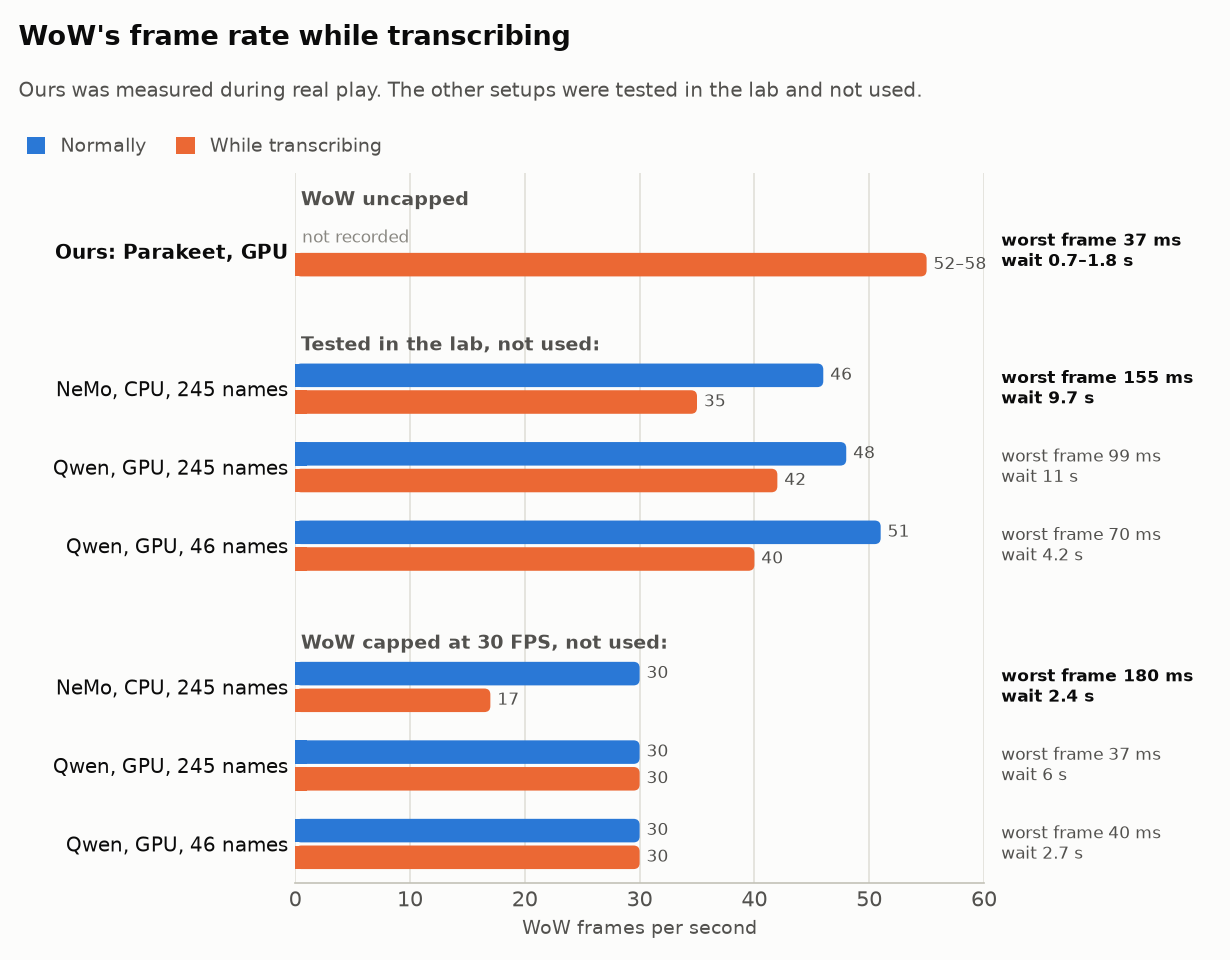 WoW's frame rate while transcribing
Ours was measured during real play. The other setups were tested in the lab and not used.
Normally
While transcribing
WoW uncapped
Ours: Parakeet, GPU
not recorded
52–58
worst frame 37 ms
wait 0.7–1.8 s
Tested in the lab, not used:
NeMo, CPU, 245 names
46
35
worst frame 155 ms
wait 9.7 s
Qwen, GPU, 245 names
48
42
worst frame 99 ms
wait 11 s
Qwen, GPU, 46 names
51
40
worst frame 70 ms
wait 4.2 s
WoW capped at 30 FPS, not used:
NeMo, CPU, 245 names
30
17
worst frame 180 ms
wait 2.4 s
Qwen, GPU, 245 names
30
30
worst frame 37 ms
wait 6 s
Qwen, GPU, 46 names
30
30
worst frame 40 ms
wait 2.7 s
0 10 20 30 40 50 60
WoW frames per second